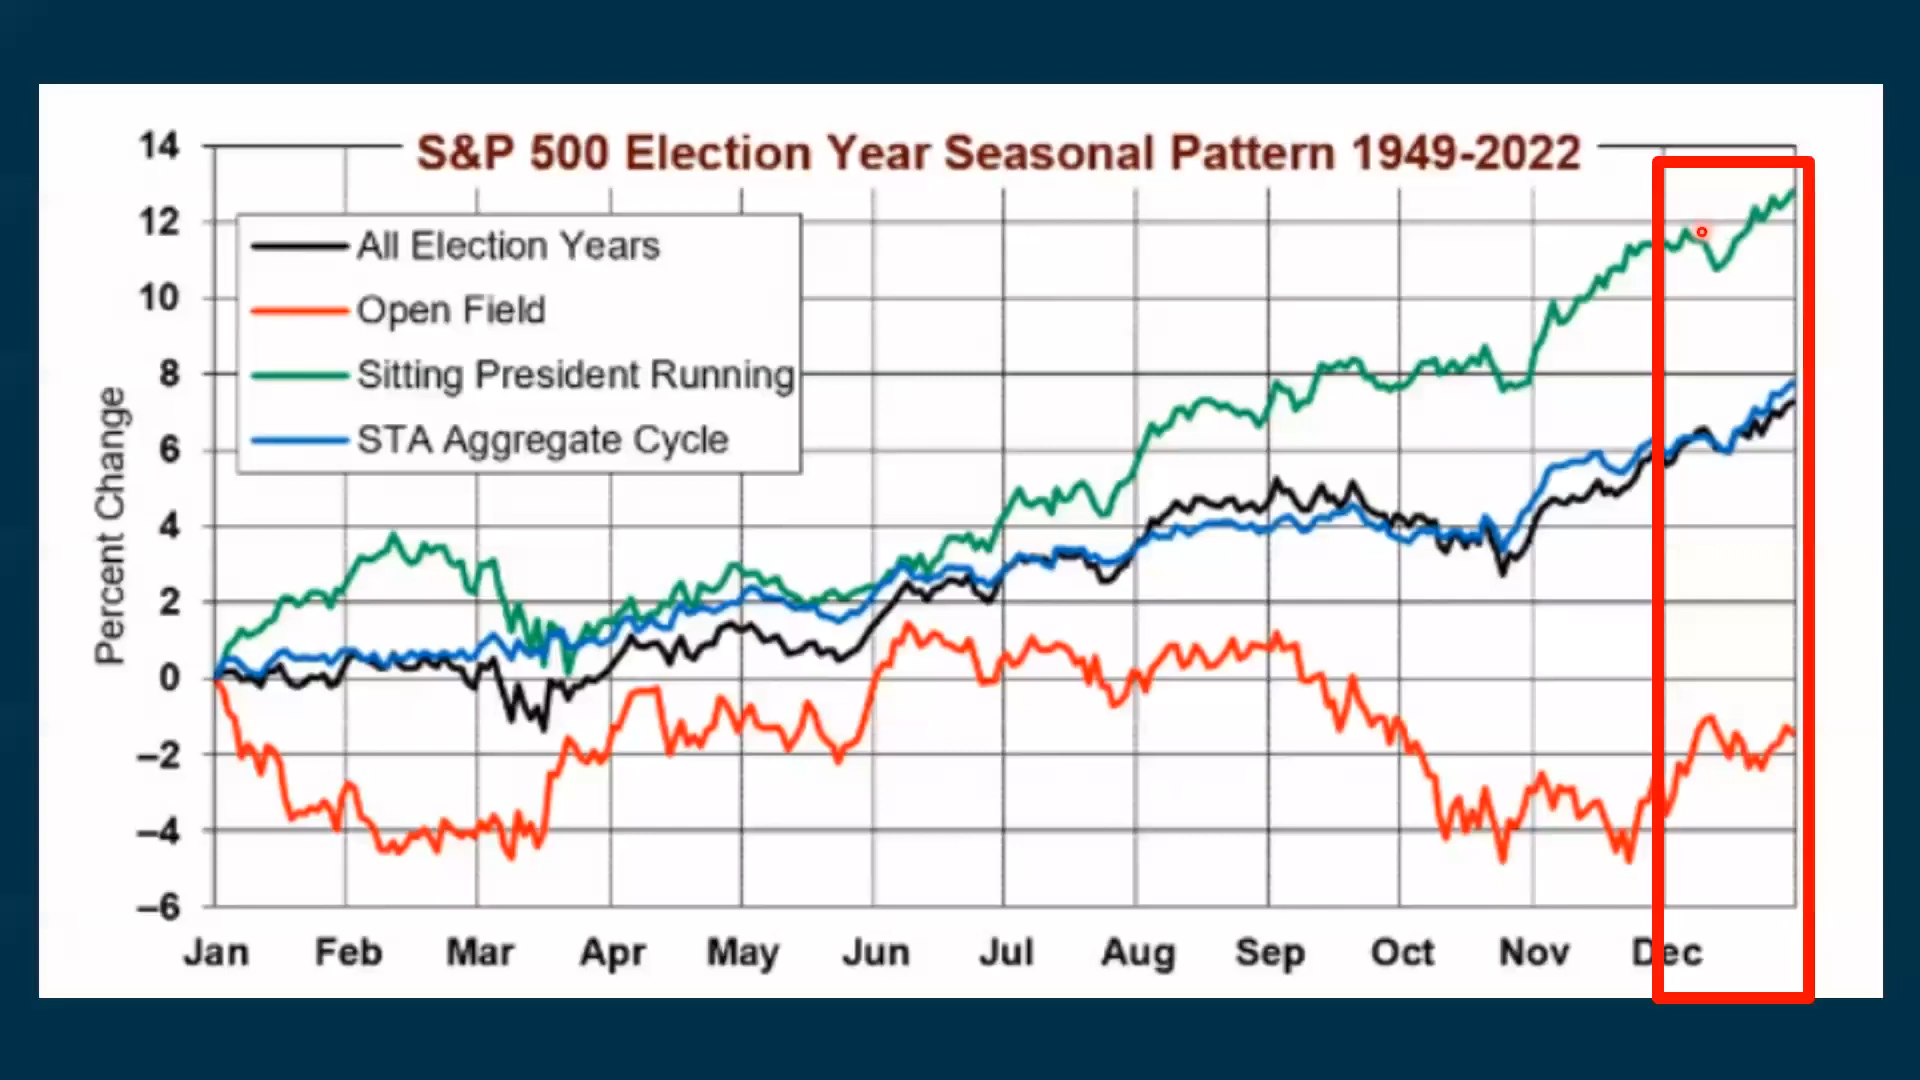 S&P 500 Election Year Seasonal Pattern 1949-2022
14
12
10
8
6
4
2
0
–2
–4
–6
Percent Change
All Election Years
Open Field
Sitting President Running
STA Aggregate Cycle
Jan Feb Mar Apr May Jun Jul Aug Sep Oct Nov Dec